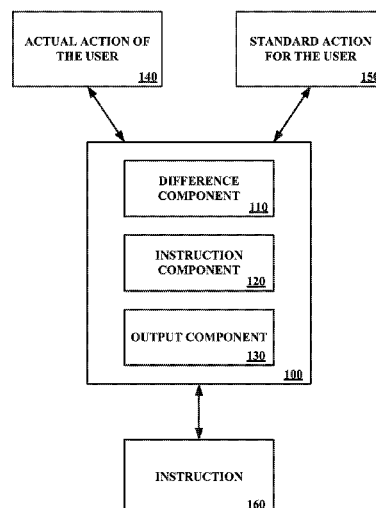 ACTUAL ACTION OF
THE USER
140
STANDARD ACTION
FOR THE USER
150
DIFFERENCE
COMPONENT
110
INSTRUCTION
COMPONENT
120
OUTPUT COMPONENT
130
100
INSTRUCTION
160